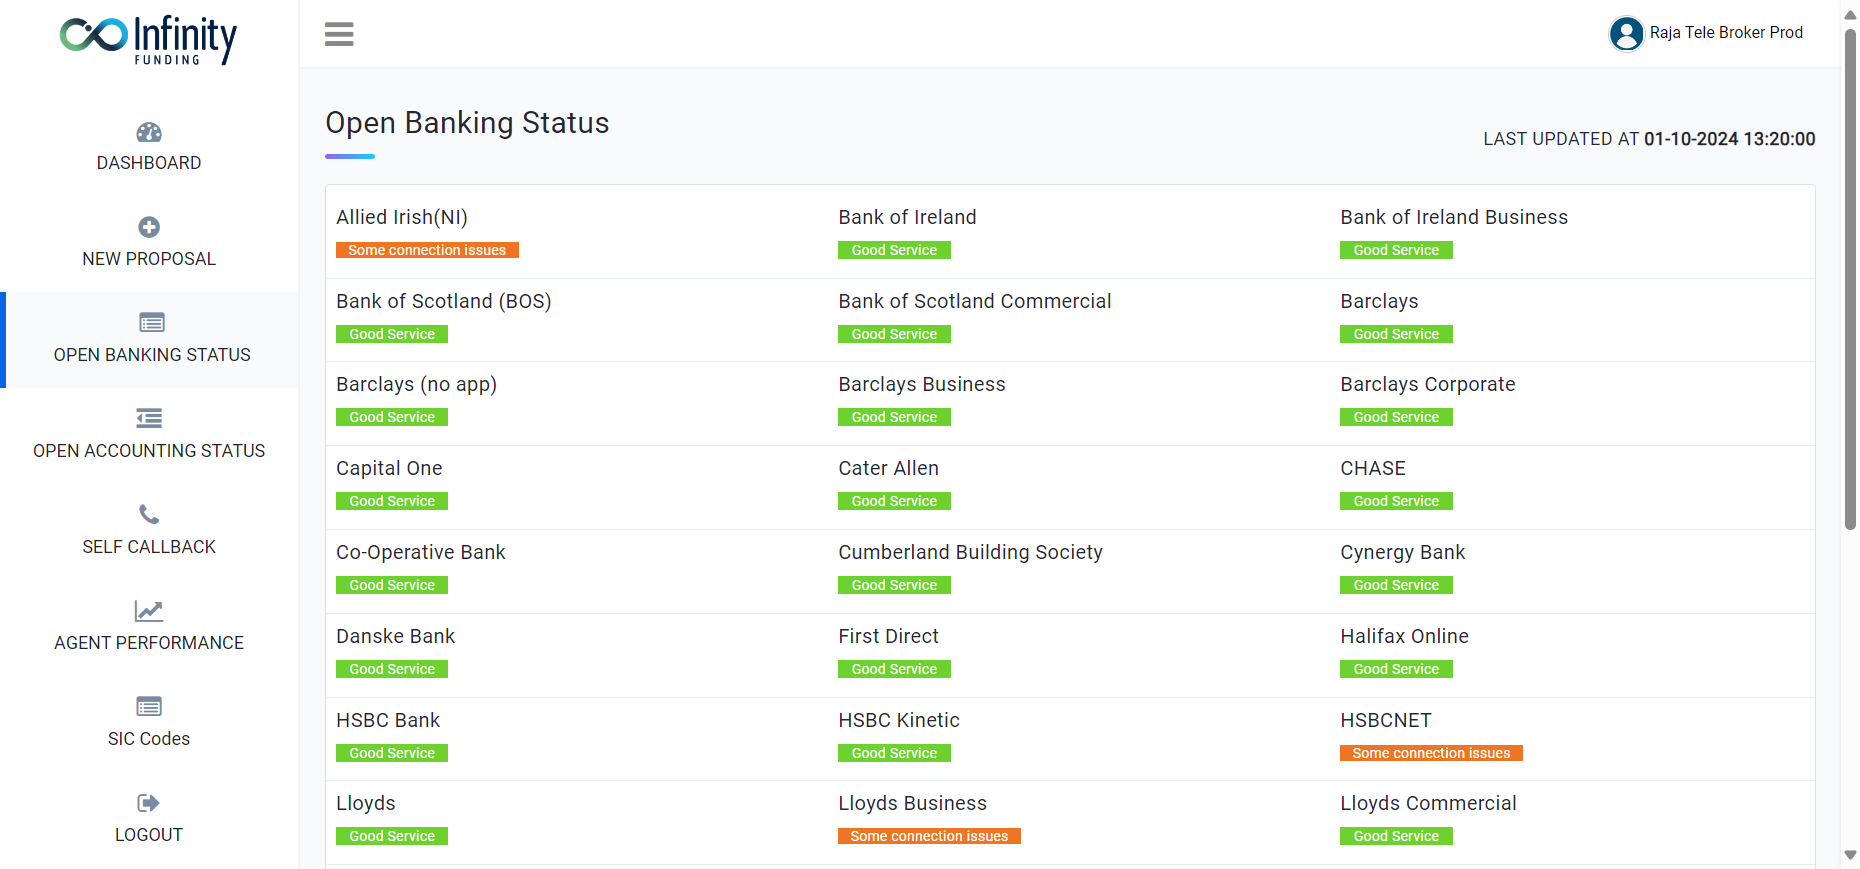 Infinity
FUNDING
Raja Tele Broker Prod
DASHBOARD
NEW PROPOSAL
OPEN BANKING STATUS
OPEN ACCOUNTING STATUS
SELF CALLBACK
AGENT PERFORMANCE
SIC Codes
LOGOUT
Open Banking Status
LAST UPDATED AT 01-10-2024 13:20:00
Allied Irish(NI)
Some connection issues
Bank of Ireland
Good Service
Bank of Ireland Business
Good Service
Bank of Scotland (BOS)
Good Service
Bank of Scotland Commercial
Good Service
Barclays
Good Service
Barclays (no app)
Good Service
Barclays Business
Good Service
Barclays Corporate
Good Service
Capital One
Good Service
Cater Allen
Good Service
CHASE
Good Service
Co-Operative Bank
Good Service
Cumberland Building Society
Good Service
Cynergy Bank
Good Service
Danske Bank
Good Service
First Direct
Good Service
Halifax Online
Good Service
HSBC Bank
Good Service
HSBC Kinetic
Good Service
HSBCNET
Some connection issues
Lloyds
Good Service
Lloyds Business
Some connection issues
Lloyds Commercial
Good Service